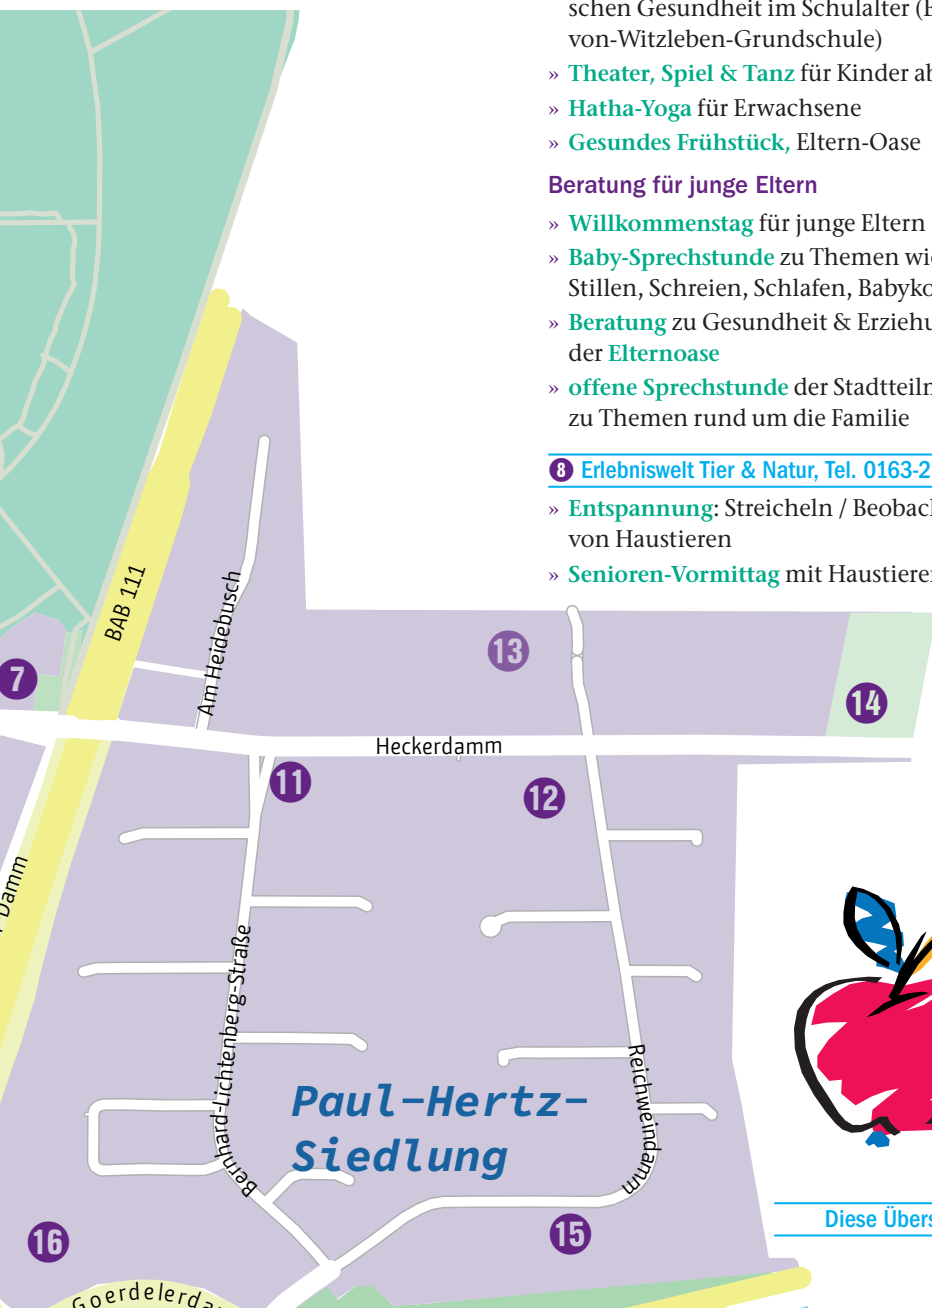 schen Gesundheit im Schulalter (E
von-Witzleben-Grundschule)
» Theater, Spiel & Tanz für Kinder ab
» Hatha-Yoga für Erwachsene
» Gesundes Frühstück, Eltern-Oase
Beratung für junge Eltern
» Willkommenstag für junge Eltern
» Baby-Sprechstunde zu Themen wie
Stillen, Schreien, Schlafen, Babyko
» Beratung zu Gesundheit & Erziehu
der Elternoase
» offene Sprechstunde der Stadtteilm
zu Themen rund um die Familie
8 Erlebniswelt Tier & Natur, Tel. 0163-2
» Entspannung: Streicheln / Beobac
von Haustieren
» Senioren-Vormittag mit Haustiere
BAB 111
Am Heidebusch
13
7
14
Heckerdamm
11
12
Damm
Bernhard-Lichtenberg-Straße
Reichweindamm
Paul-Hertz-
Siedlung
Diese Übers
15
16
Goerdelerda